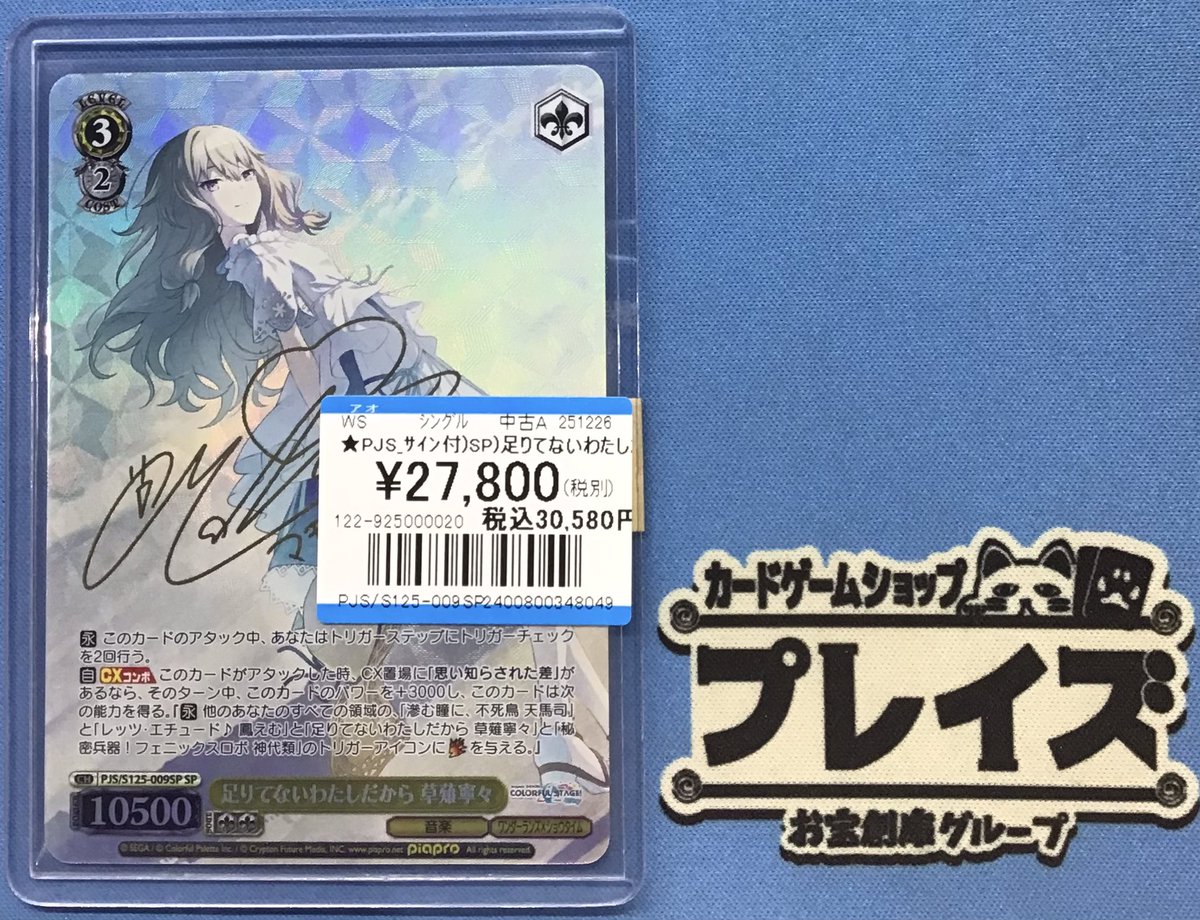 LEVEL
3
2
COST
アオ
WS シングル 中古A 251226
★PJS_サイン付)SP)足りてないわたし
¥27,800(税別)
122-925000020 税込30,580円
PJS/S125-009SP2400800348049
永 このカードのアタック中、あなたはトリガーステップにトリガーチェック
を2回行う。
自 CXコンボ このカードがアタックした時、CX置場に「思い知らされた差」が
あるなら、そのターン中、このカードのパワーを+3000し、このカードは次
の能力を得る。「永 他のあなたのすべての領域の、「滲む瞳に、不死鳥 天馬司」
と「レッツ・エチュード♪ 鳳えむ」と「足りてないわたしだから 草薙寧々」と「秘
密兵器！フェニックスロボ 神代類」のトリガーアイコンに を与える。」
CH PJS/S125-009SP SP
10500
足りてないわたしだから 草薙寧々
COLORFUL STAGE!
音楽
ワンダーランズ×ショウタイム
© SEGA / © Colorful Palette Inc. / © Crypton Future Media, INC. www.piapro.net piapro All rights reserved.
カードゲームショップ
プレイズ
お宝創庫グループ